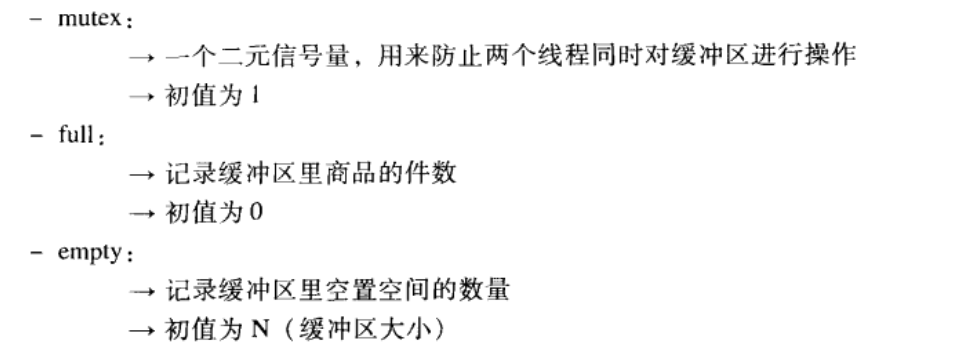 – mutex：
→ 一个二元信号量，用来防止两个线程同时对缓冲区进行操作
→ 初值为 1
– full：
→ 记录缓冲区里商品的件数
→ 初值为 0
– empty：
→ 记录缓冲区里空置空间的数量
→ 初值为 N（缓冲区大小）